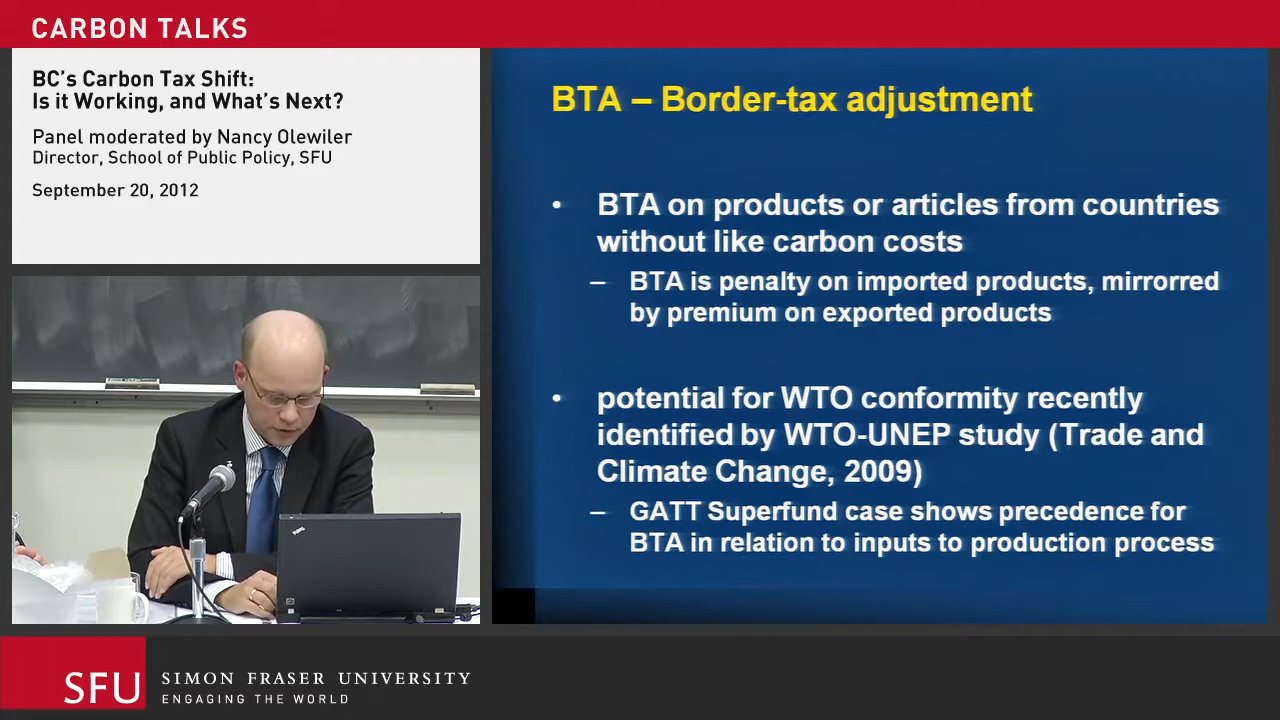 CARBON TALKS
BC's Carbon Tax Shift:
Is it Working, and What's Next?
Panel moderated by Nancy Olewiler
Director, School of Public Policy, SFU
September 20, 2012
BTA – Border-tax adjustment
• BTA on products or articles from countries
without like carbon costs
– BTA is penalty on imported products, mirrorred
by premium on exported products
• potential for WTO conformity recently
identified by WTO-UNEP study (Trade and
Climate Change, 2009)
– GATT Superfund case shows precedence for
BTA in relation to inputs to production process
SFU
SIMON FRASER UNIVERSITY
ENGAGING THE WORLD